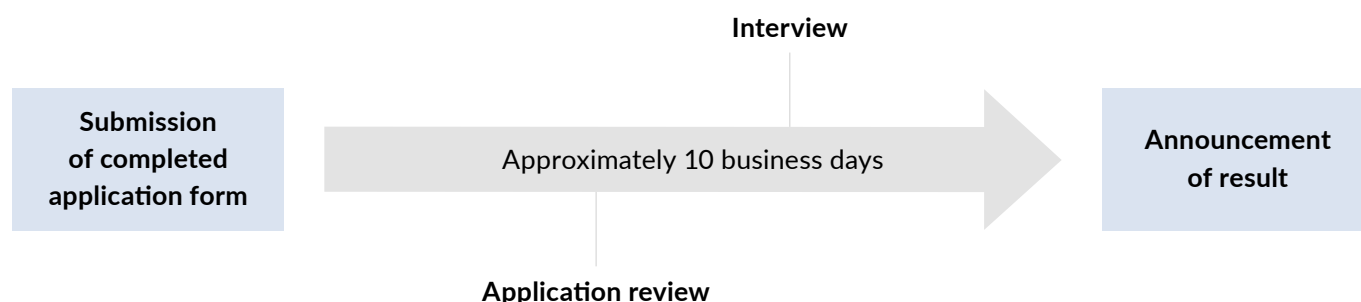 Interview
Submission
of completed
application form
Approximately 10 business days
Announcement
of result
Application review